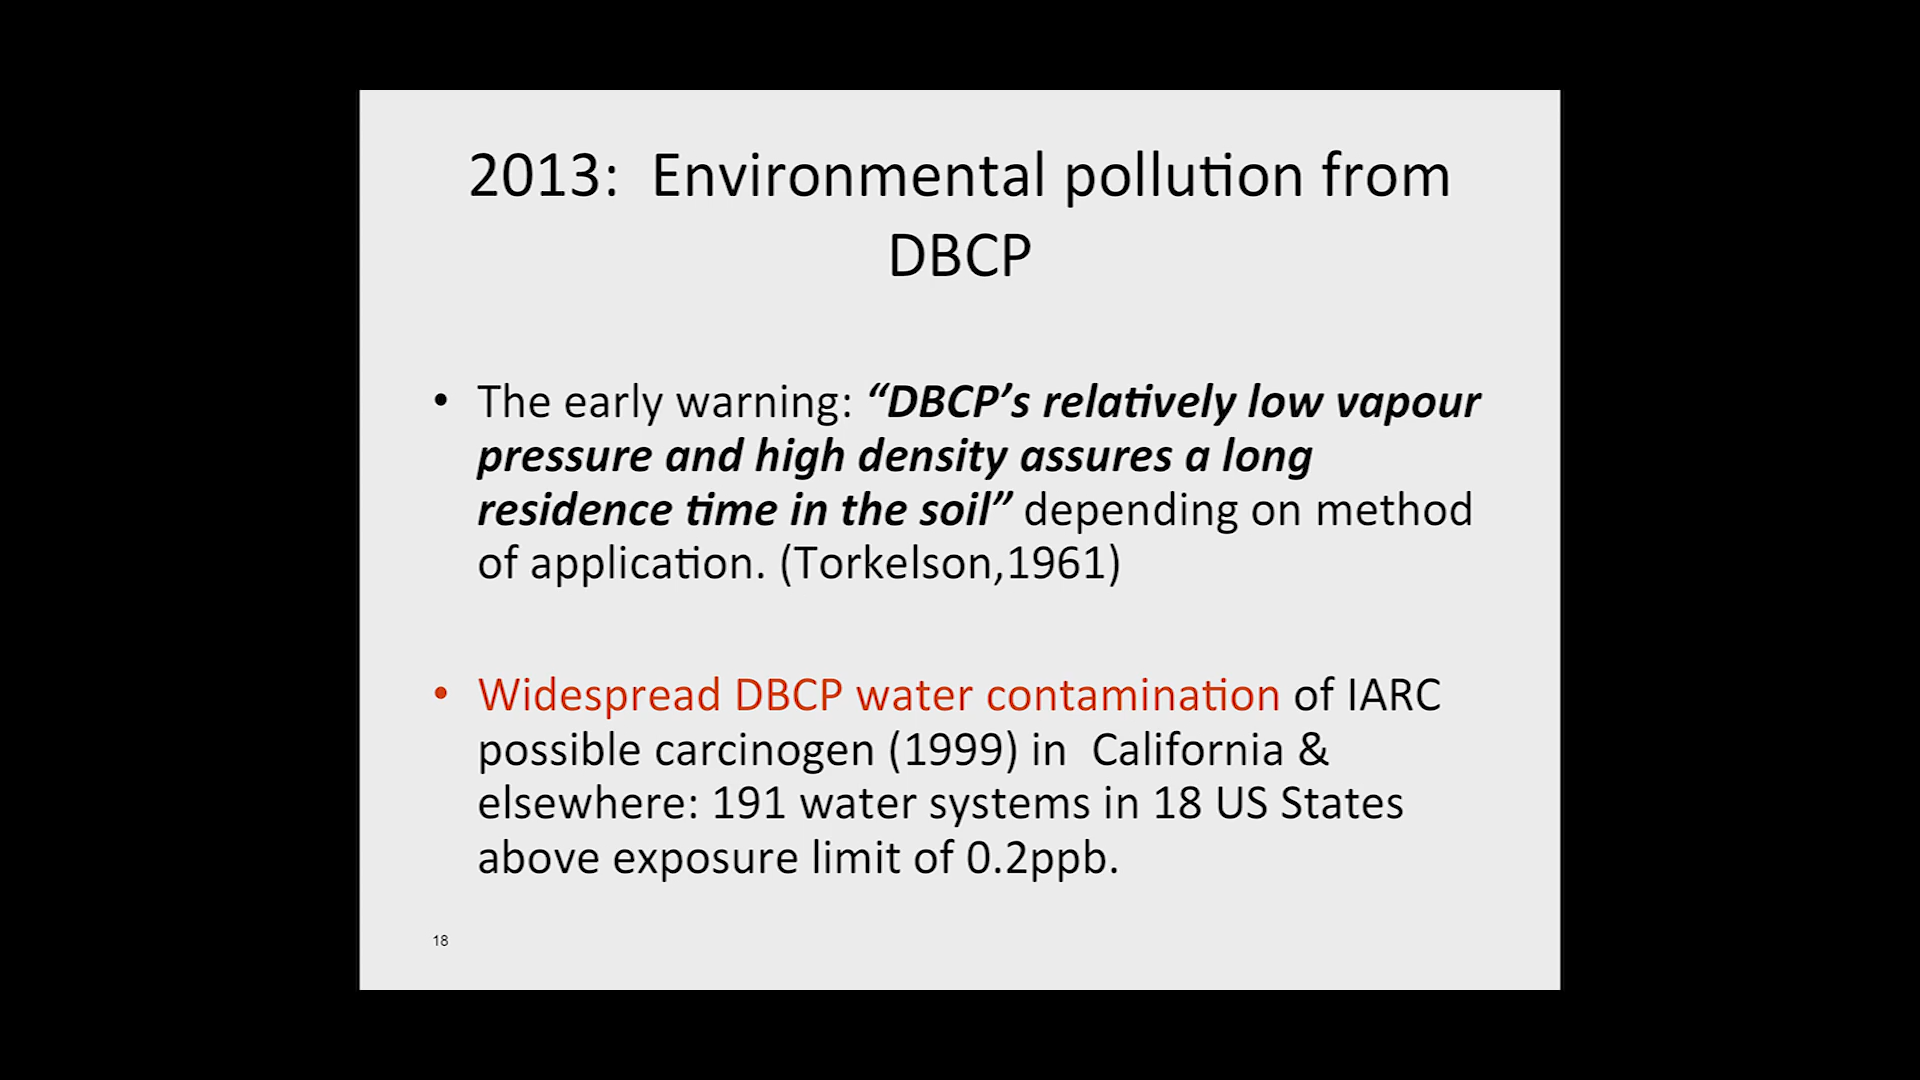 2013:  Environmental pollution from
DBCP
• The early warning: “DBCP’s relatively low vapour
pressure and high density assures a long
residence time in the soil” depending on method
of application. (Torkelson,1961)
• Widespread DBCP water contamination of IARC
possible carcinogen (1999) in  California &
elsewhere: 191 water systems in 18 US States
above exposure limit of 0.2ppb.
18